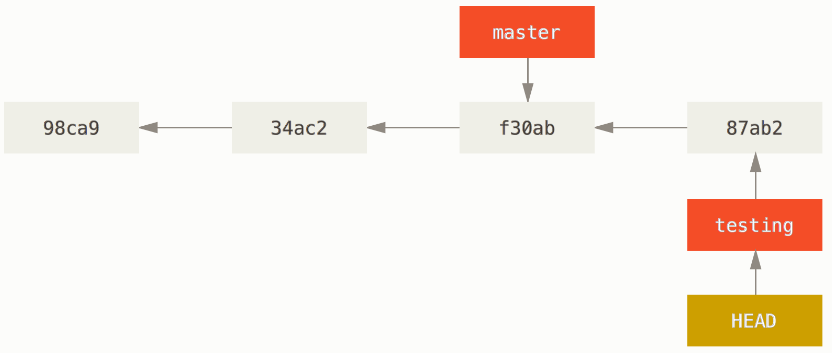 master
98ca9
34ac2
f30ab
87ab2
testing
HEAD